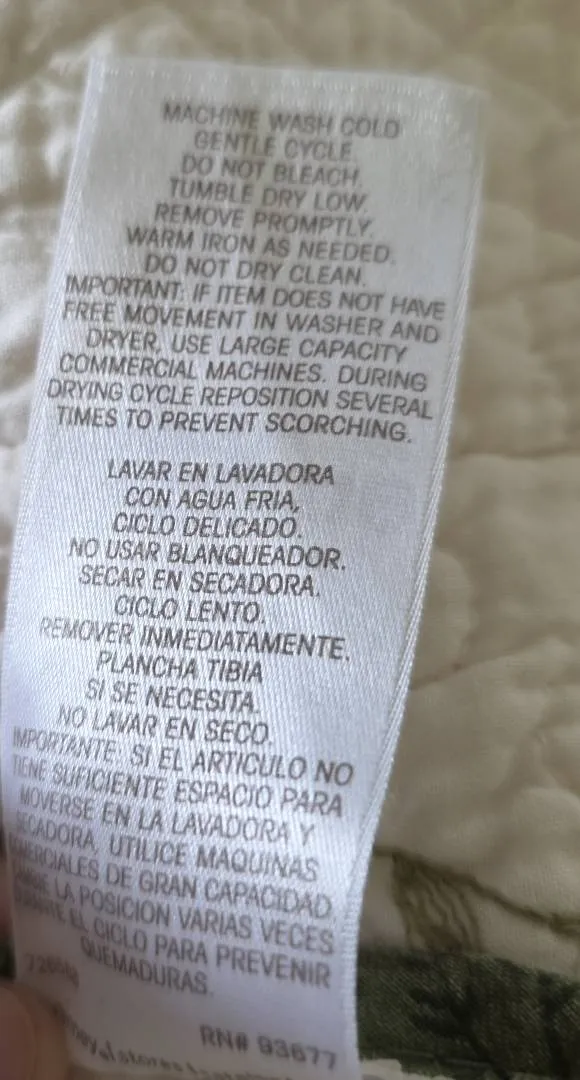 MACHINE WASH COLD
GENTLE CYCLE.
DO NOT BLEACH.
TUMBLE DRY LOW.
REMOVE PROMPTLY.
WARM IRON AS NEEDED.
DO NOT DRY CLEAN.
IMPORTANT: IF ITEM DOES NOT HAVE
FREE MOVEMENT IN WASHER AND
DRYER, USE LARGE CAPACITY
COMMERCIAL MACHINES. DURING
DRYING CYCLE REPOSITION SEVERAL
TIMES TO PREVENT SCORCHING.
LAVAR EN LAVADORA
CON AGUA FRIA,
CICLO DELICADO.
NO USAR BLANQUEADOR.
SECAR EN SECADORA.
CICLO LENTO.
REMOVER INMEDIATAMENTE.
PLANCHA TIBIA
SI SE NECESITA.
NO LAVAR EN SECO.
IMPORTANTE: SI EL ARTICULO NO
TIENE SUFICIENTE ESPACIO PARA
MOVERSE EN LA LAVADORA Y
SECADORA, UTILICE MAQUINAS
DE GRAN CAPACIDAD.
LA POSICION VARIAS VECES
EL CICLO PARA PREVENIR
QUEMADURAS.
RN# 93677